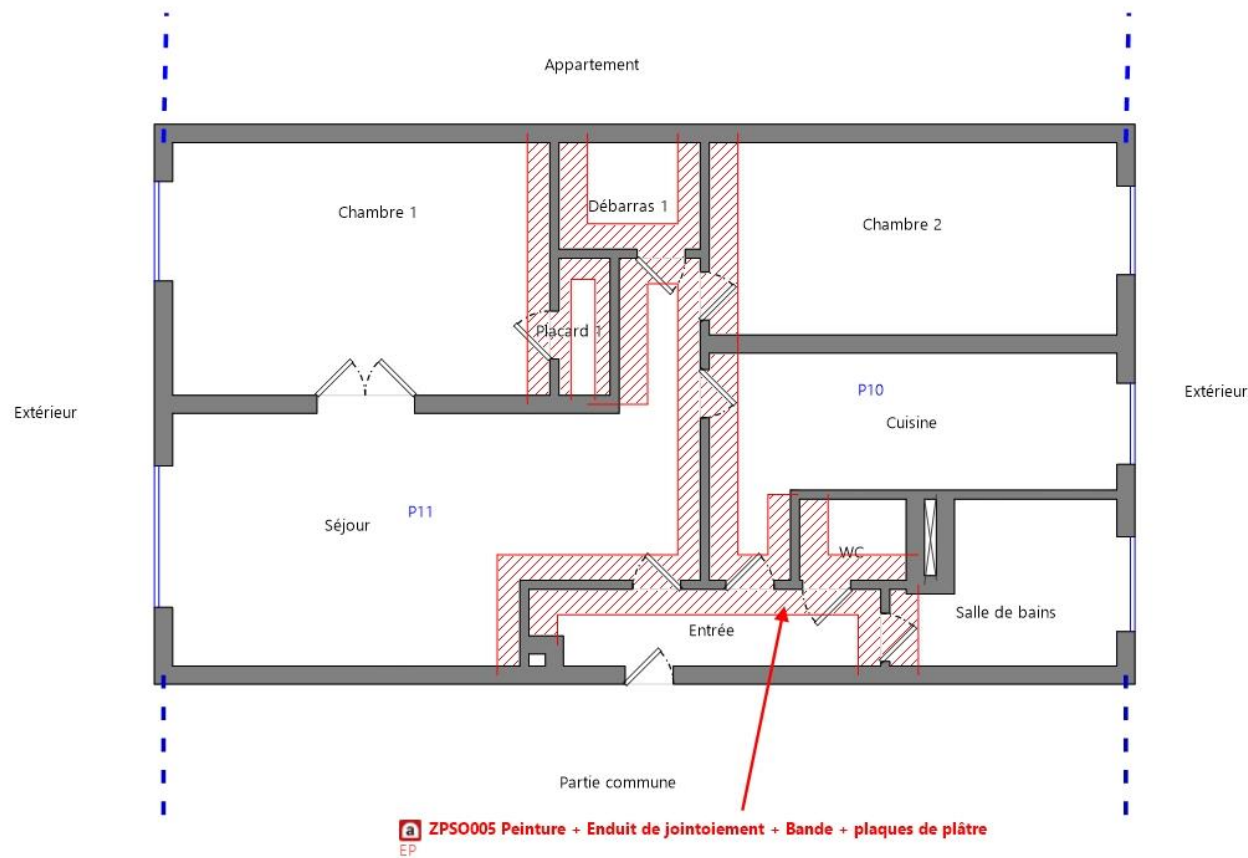 Appartement
Débarras 1
Chambre 1
Chambre 2
Placard 1
P10
Extérieur
Extérieur
Cuisine
P11
Séjour
WC
Salle de bains
Entrée
Partie commune
a ZPSO005 Peinture + Enduit de jointoiement + Bande + plaques de plâtre
EP